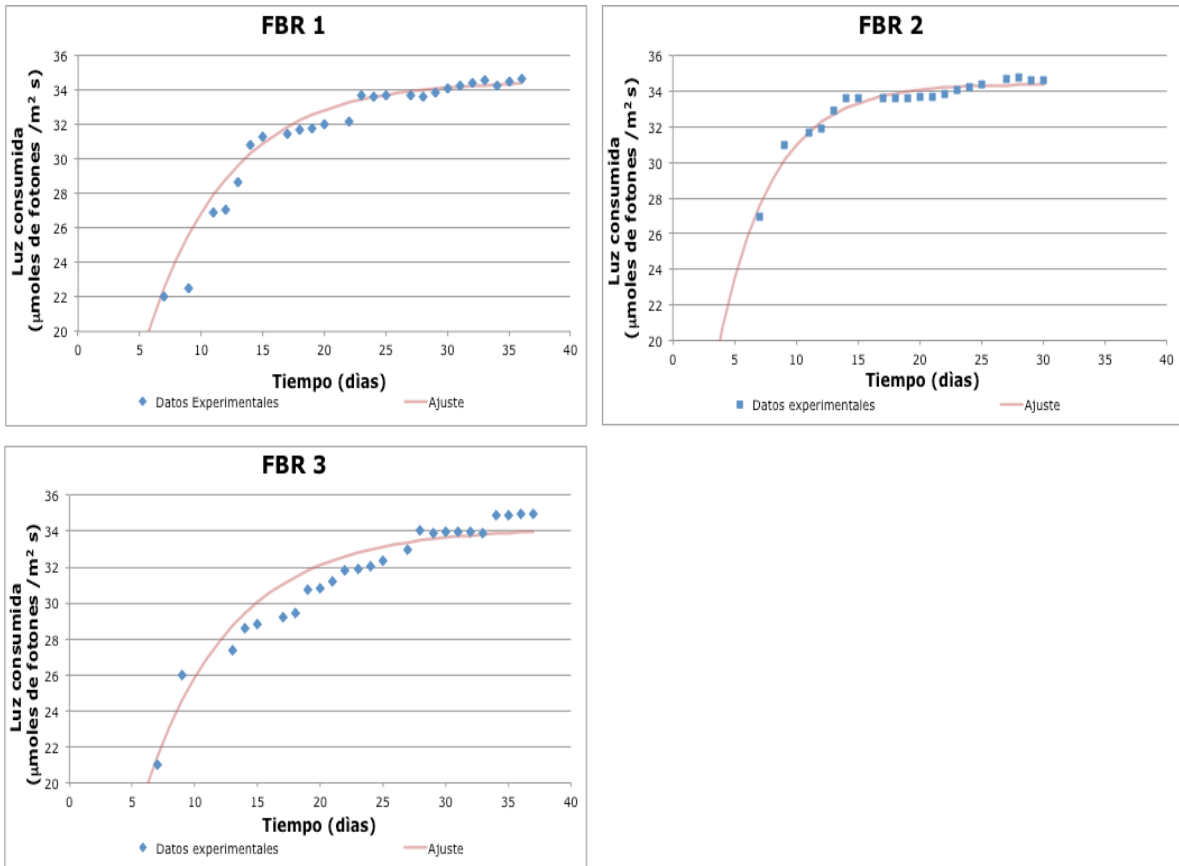 FBR 1
Luz consumida
(µmoles de fotones /m² s)
36
34
32
30
28
26
24
22
20
0 5 10 15 20 25 30 35 40
Tiempo (dìas)
Datos Experimentales Ajuste
FBR 2
Luz consumida
(µmoles de fotones /m² s)
36
34
32
30
28
26
24
22
20
0 5 10 15 20 25 30 35 40
Tiempo (dìas)
Datos experimentales Ajuste
FBR 3
Luz consumida
(µmoles de fotones /m² s)
36
34
32
30
28
26
24
22
20
0 5 10 15 20 25 30 35 40
Tiempo (dìas)
Datos experimentales Ajuste